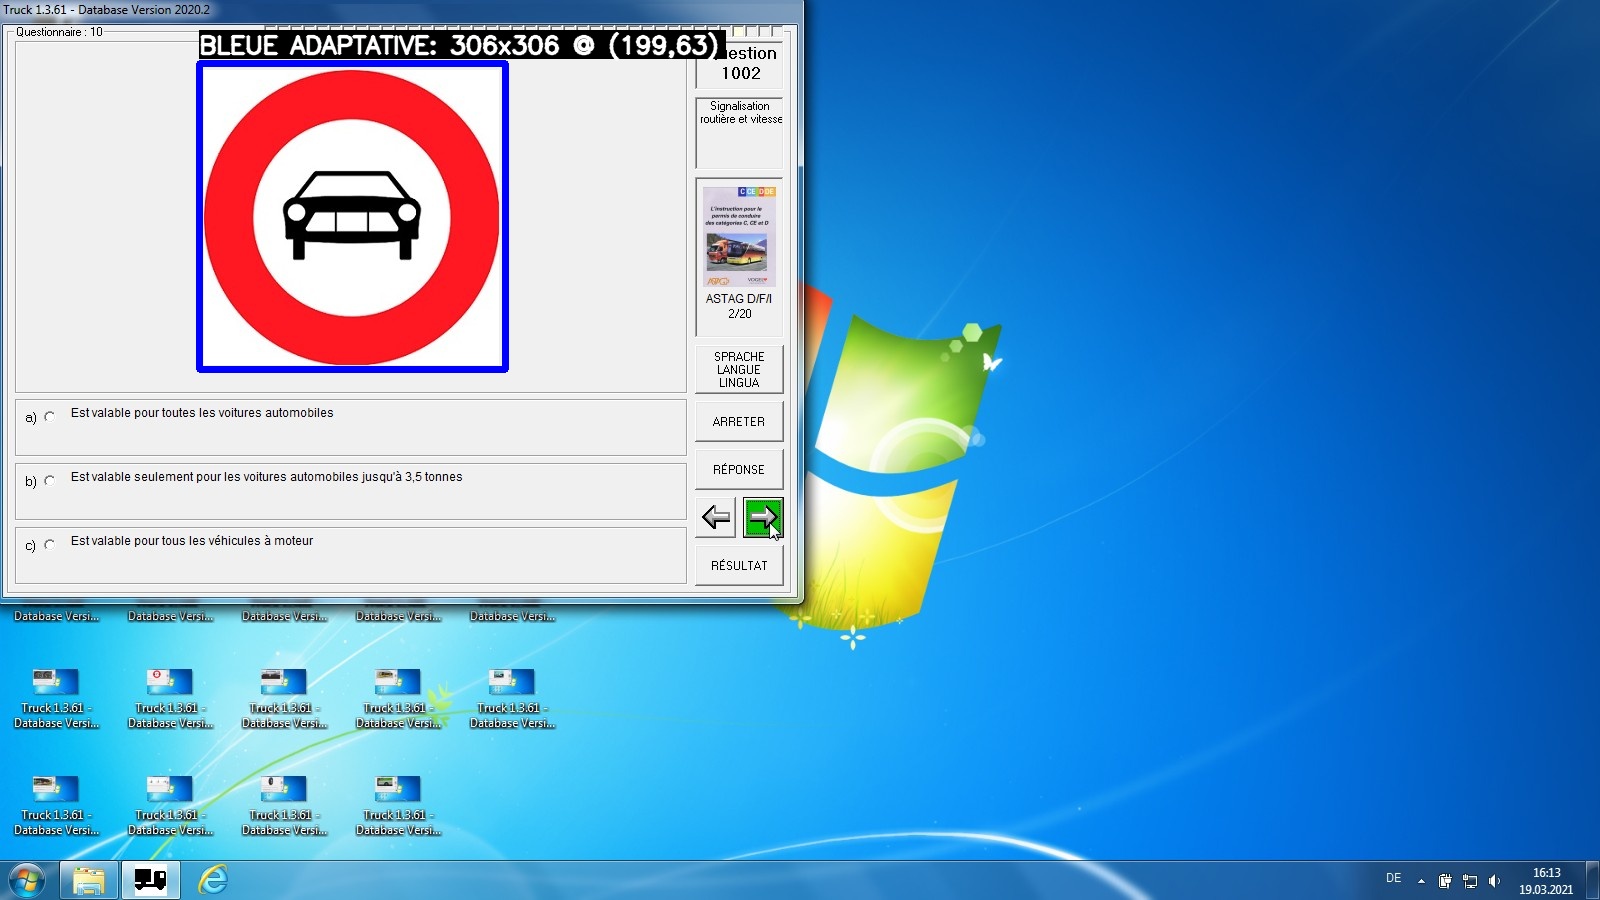 Truck 1.3.61 - Database Version 2020.2
Questionnaire : 10
BLEUE ADAPTATIVE: 306x306 @ (199,63)
estion
1002
Signalisation
routière et vitesse
C CE D DE
L'instruction pour le
permis de conduire
des catégories C, CE et D
ASTAG D/F/I
2/20
SPRACHE
LANGUE
LINGUA
ARRETER
RÉPONSE
RÉSULTAT
a) Est valable pour toutes les voitures automobiles
b) Est valable seulement pour les voitures automobiles jusqu'à 3,5 tonnes
c) Est valable pour tous les véhicules à moteur
Database Versi... Database Versi... Database Versi... Database Versi... Database Versi...
Truck 1.3.61 - Truck 1.3.61 - Truck 1.3.61 - Truck 1.3.61 - Truck 1.3.61 -
Database Versi... Database Versi... Database Versi... Database Versi... Database Versi...
Truck 1.3.61 - Truck 1.3.61 - Truck 1.3.61 - Truck 1.3.61 -
Database Versi... Database Versi... Database Versi... Database Versi...
DE
16:13
19.03.2021